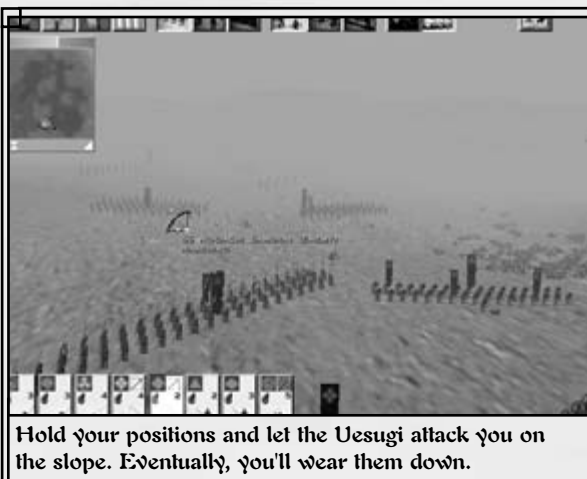 Hold your positions and let the Uesugi attack you on
the slope. Eventually, you'll wear them down.